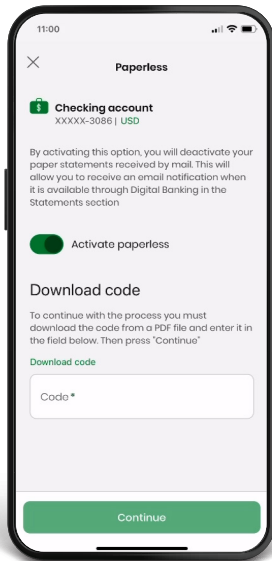 11:00
Paperless
$
Checking account
XXXXX-3086 | USD
By activating this option, you will deactivate your
paper statements received by mail. This will
allow you to receive an email notification when
it is available through Digital Banking in the
Statements section
Activate paperless
Download code
To continue with the process you must
download the code from a PDF file and enter it in
the field below. Then press "Continue"
Download code
Code *
Continue